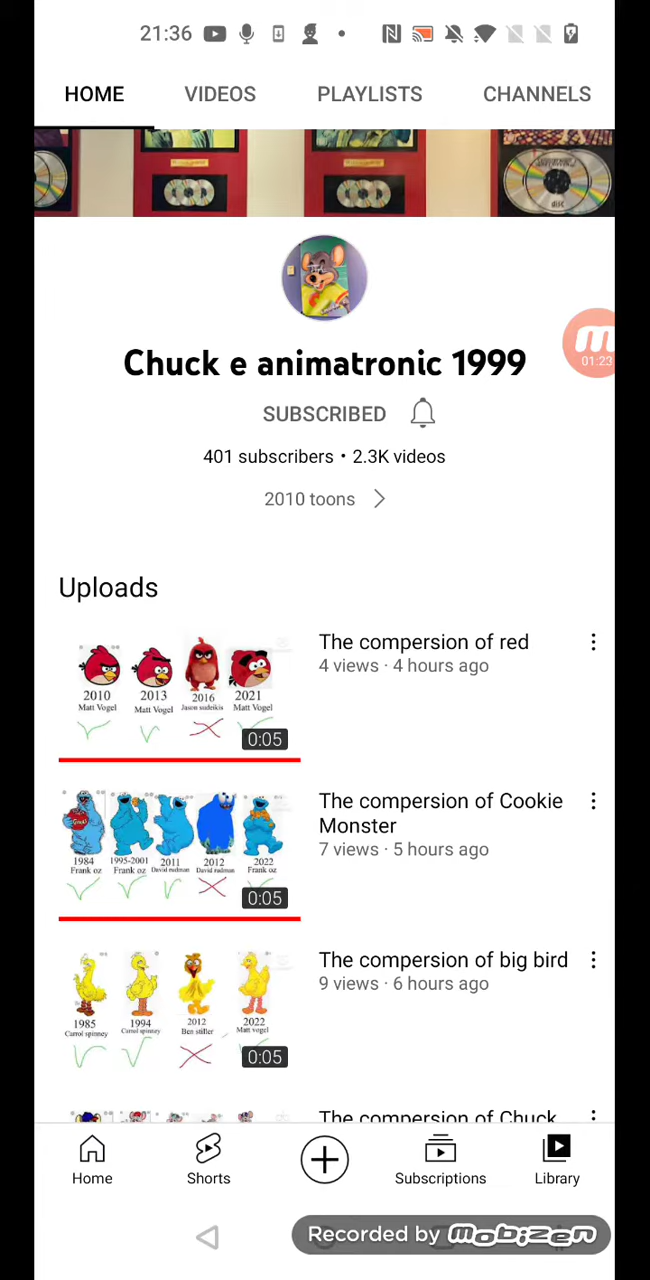 21:36
HOME VIDEOS PLAYLISTS CHANNELS
disc
Chuck e animatronic 1999
01:23
SUBSCRIBED
401 subscribers • 2.3K videos
2010 toons
Uploads
The compersion of red
4 views · 4 hours ago
2010 2013 2016 2021
Matt Vogel Matt Vogel Jason sudeikis Matt Vogel
0:05
The compersion of Cookie
Monster
7 views · 5 hours ago
1984 1995-2001 2011 2012 2022
Frank oz Frank oz David rudman David rudman Frank oz
0:05
The compersion of big bird
9 views · 6 hours ago
1985 1994 2012 2022
Carrol spinney Carrol spinney Ben stiller Matt vogel
0:05
The compersion of Chuck
Home Shorts Subscriptions Library
Recorded by mobizen